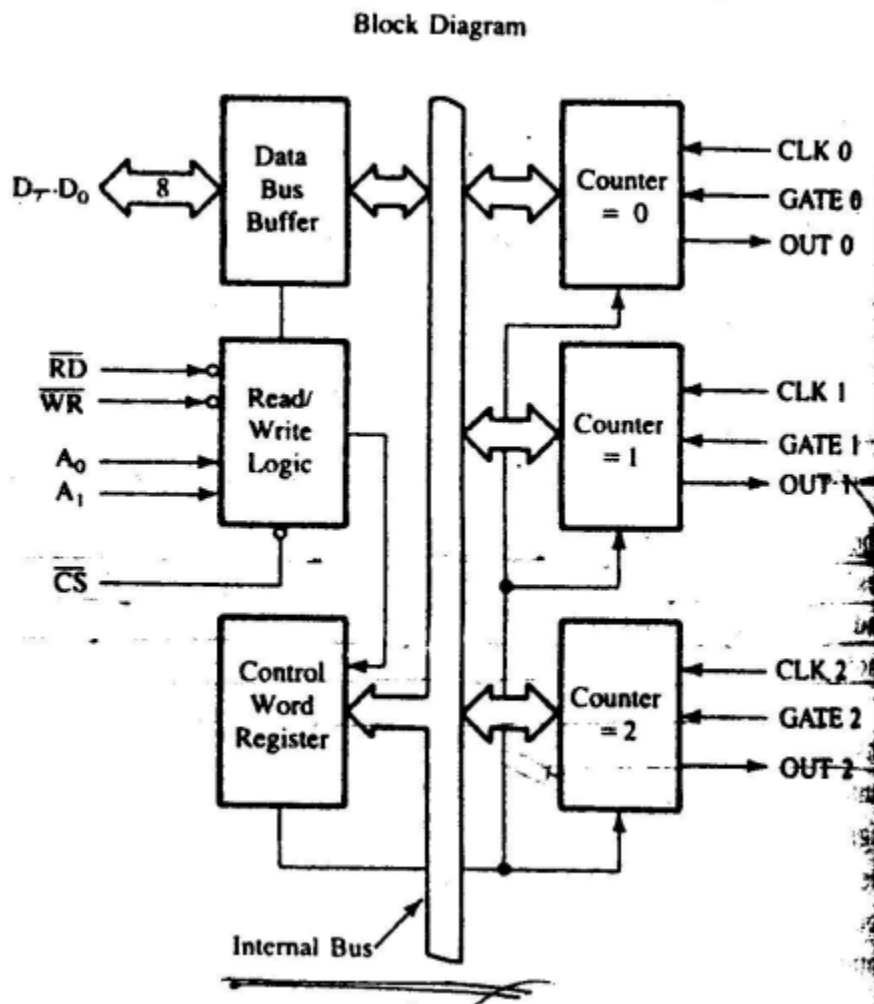 Block Diagram
D₇-D₀
8
Data
Bus
Buffer
Counter
= 0
CLK 0
GATE 0
OUT 0
RD
WR
A₀
A₁
CS
Read/
Write
Logic
Counter
= 1
CLK 1
GATE 1
OUT 1
Control
Word
Register
Counter
= 2
CLK 2
GATE 2
OUT 2
Internal Bus